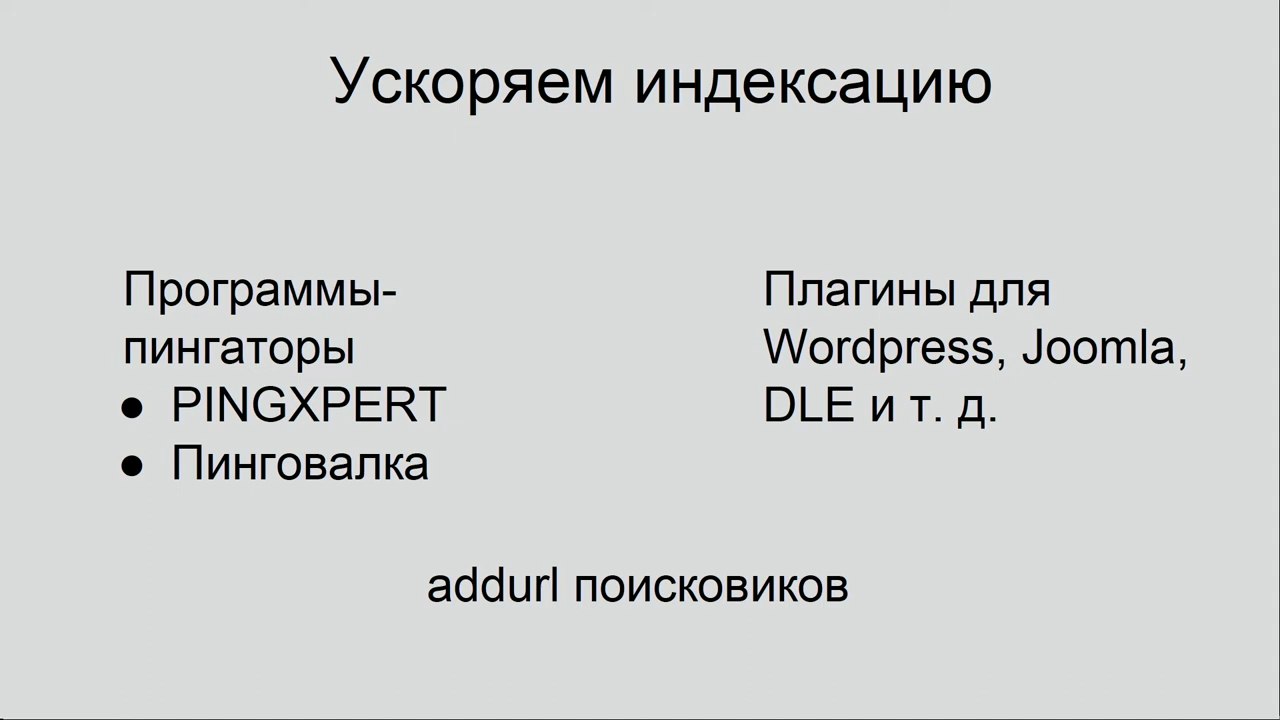 Ускоряем индексацию
Программы-
пингаторы
● PINGXPERT
● Пинговалка
Плагины для
Wordpress, Joomla,
DLE и т. д.
addurl поисковиков